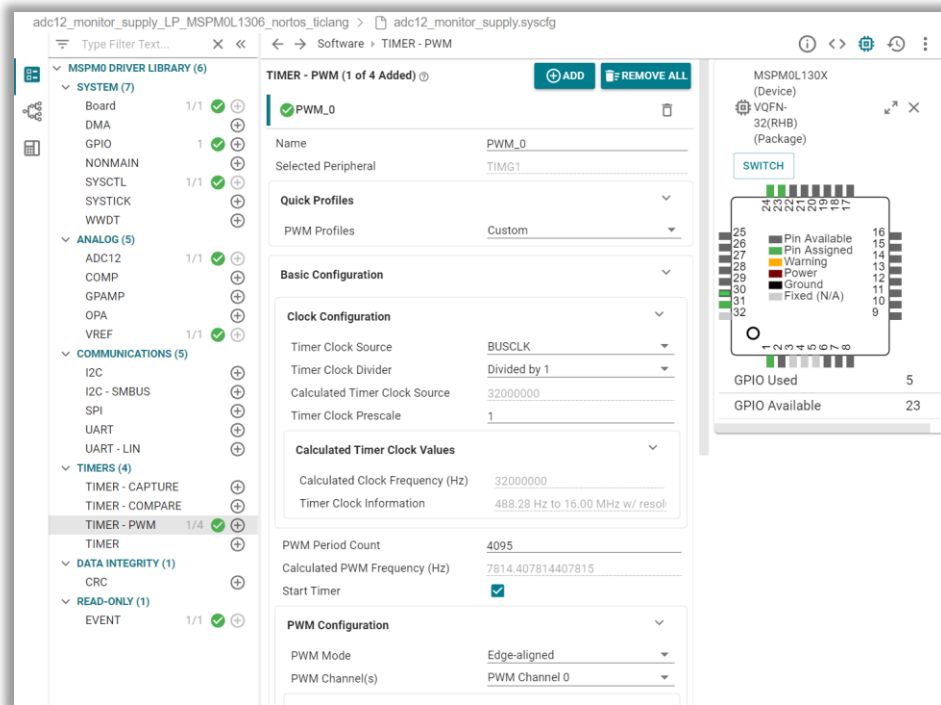 adc12_monitor_supply_LP_MSPM0L1306_nortos_ticlang > adc12_monitor_supply.syscfg
Type Filter Text...
Software TIMER - PWM
MSPM0 DRIVER LIBRARY (6)
SYSTEM (7)
Board 1/1
DMA
GPIO 1
NONMAIN
SYSCTL 1/1
SYSTICK
WWDT
ANALOG (5)
ADC12 1/1
COMP
GPAMP
OPA
VREF 1/1
COMMUNICATIONS (5)
I2C
I2C - SMBUS
SPI
UART
UART - LIN
TIMERS (4)
TIMER - CAPTURE
TIMER - COMPARE
TIMER - PWM 1/4
TIMER
DATA INTEGRITY (1)
CRC
READ-ONLY (1)
EVENT 1/1
TIMER - PWM (1 of 4 Added)
ADD
REMOVE ALL
PWM_0
Name PWM_0
Selected Peripheral TIMG1
Quick Profiles
PWM Profiles Custom
Basic Configuration
Clock Configuration
Timer Clock Source BUSCLK
Timer Clock Divider Divided by 1
Calculated Timer Clock Source 32000000
Timer Clock Prescale 1
Calculated Timer Clock Values
Calculated Clock Frequency (Hz) 32000000
Timer Clock Information 488.28 Hz to 16.00 MHz w/ resol
PWM Period Count 4095
Calculated PWM Frequency (Hz) 7814.407814407815
Start Timer
PWM Configuration
PWM Mode Edge-aligned
PWM Channel(s) PWM Channel 0
MSPM0L130X
(Device)
VQFN-
32(RHB)
(Package)
SWITCH
24 23 22 21 20 19 18 17
25
26
27
28
29
30
31
32
Pin Available
Pin Assigned
Warning
Power
Ground
Fixed (N/A)
16
15
14
13
12
11
10
9
1 2 3 4 5 6 7 8
GPIO Used 5
GPIO Available 23